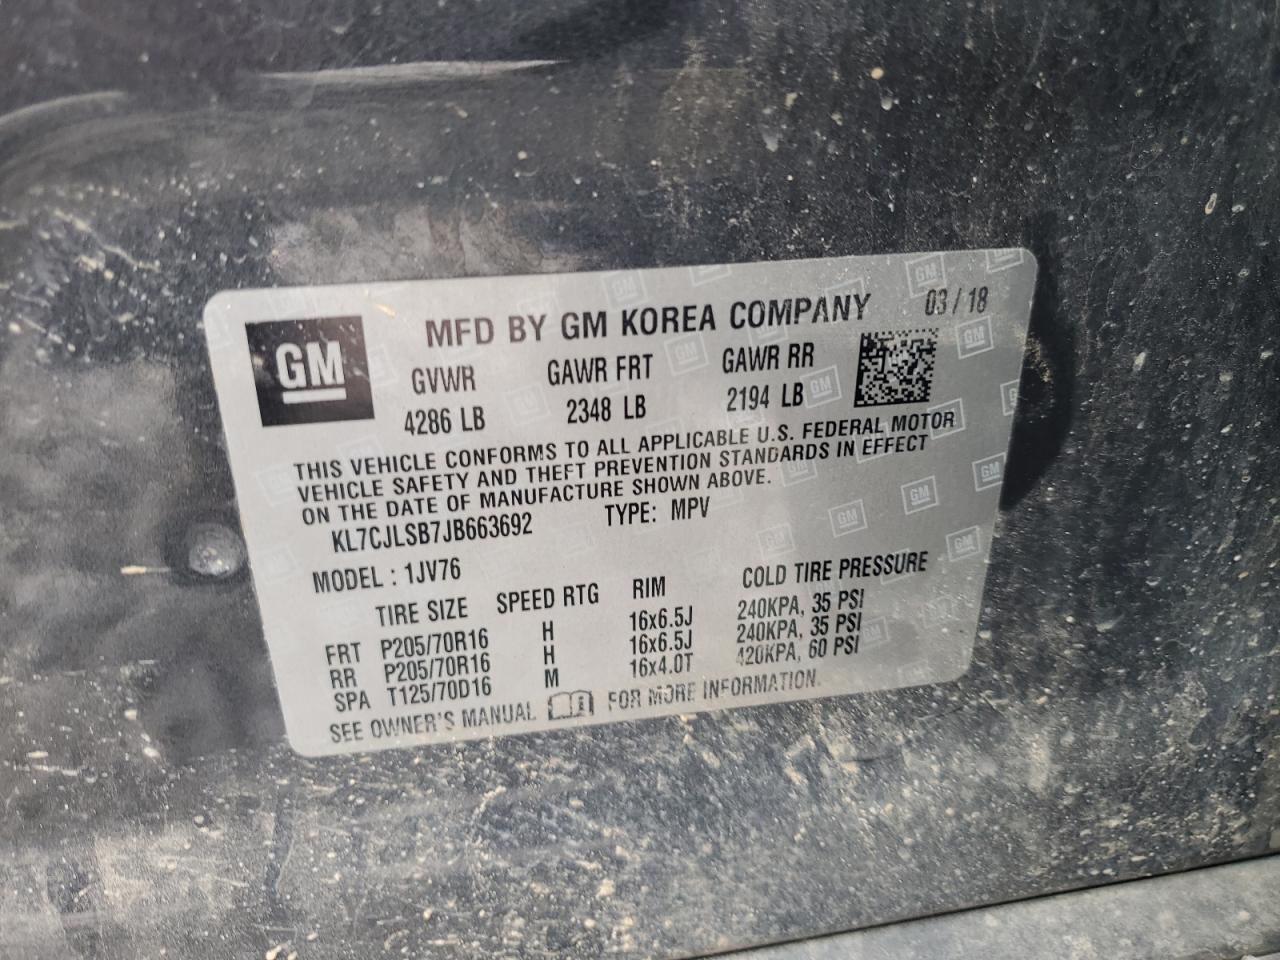 GM
MFD BY GM KOREA COMPANY 03 / 18
GVWR GAWR FRT GAWR RR
4286 LB 2348 LB 2194 LB
THIS VEHICLE CONFORMS TO ALL APPLICABLE U.S. FEDERAL MOTOR
VEHICLE SAFETY AND THEFT PREVENTION STANDARDS IN EFFECT
ON THE DATE OF MANUFACTURE SHOWN ABOVE.
KL7CJLSB7JB663692 TYPE: MPV
MODEL : 1JV76
TIRE SIZE SPEED RTG RIM COLD TIRE PRESSURE
FRT P205/70R16 H 16x6.5J 240KPA, 35 PSI
RR P205/70R16 H 16x6.5J 240KPA, 35 PSI
SPA T125/70D16 M 16x4.0T 420KPA, 60 PSI
SEE OWNER'S MANUAL FOR MORE INFORMATION.